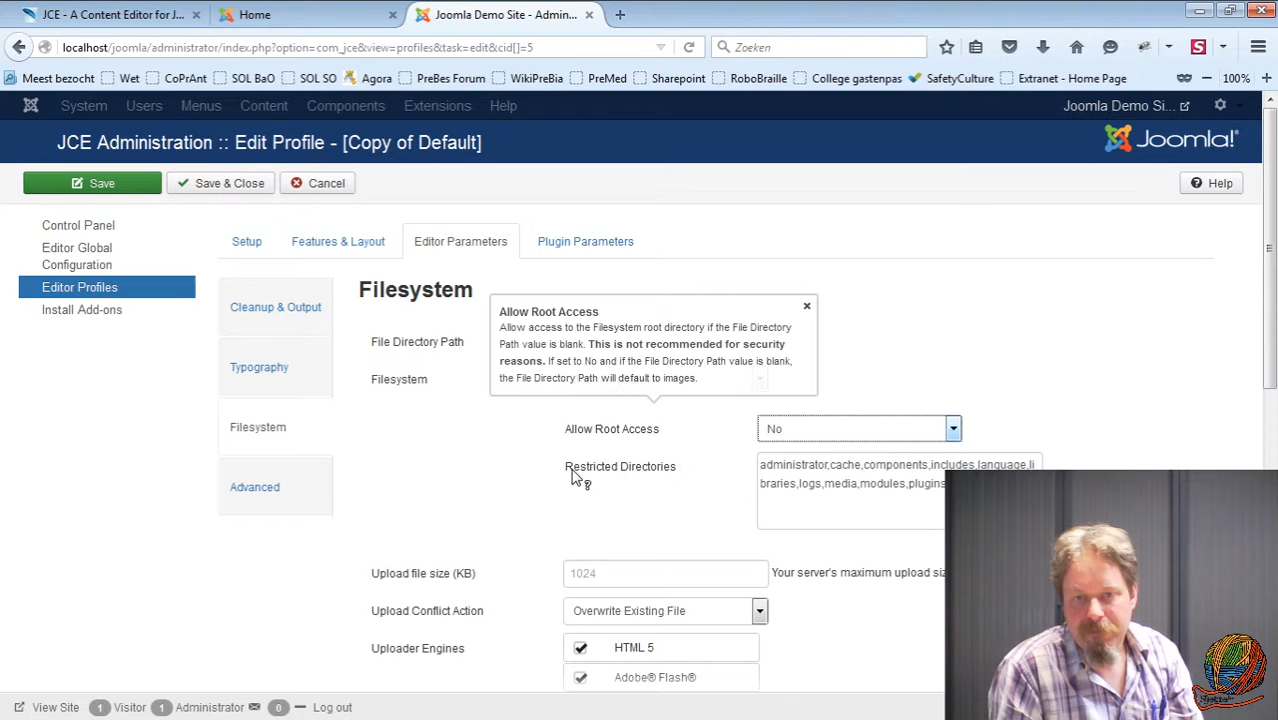 JCE - A Content Editor for J...
Home
Joomla Demo Site - Admin...
localhost/joomla/administrator/index.php?option=com_jce&view=profiles&task=edit&cid[]=5
Zoeken
Meest bezocht
Wet
CoPrAnt
SOL BaO
SOL SO
Agora
PreBes Forum
WikiPreBia
PreMed
Sharepoint
RoboBraille
College gastenpas
SafetyCulture
Extranet - Home Page
100%
System
Users
Menus
Content
Components
Extensions
Help
Joomla Demo Si...
JCE Administration :: Edit Profile - [Copy of Default]
Joomla!
Save
Save & Close
Cancel
Help
Control Panel
Editor Global
Configuration
Editor Profiles
Install Add-ons
Setup
Features & Layout
Editor Parameters
Plugin Parameters
Cleanup & Output
Typography
Filesystem
Advanced
Filesystem
File Directory Path
Filesystem
Allow Root Access
Allow access to the Filesystem root directory if the File Directory
Path value is blank. This is not recommended for security
reasons. If set to No and if the File Directory Path value is blank,
the File Directory Path will default to images.
Allow Root Access
No
Restricted Directories
administrator,cache,components,includes,language,li
braries,logs,media,modules,plugins
Upload file size (KB)
1024
Your server's maximum upload
Upload Conflict Action
Overwrite Existing File
Uploader Engines
HTML 5
Adobe® Flash®
View Site
1 Visitor
1 Administrator
0
Log out